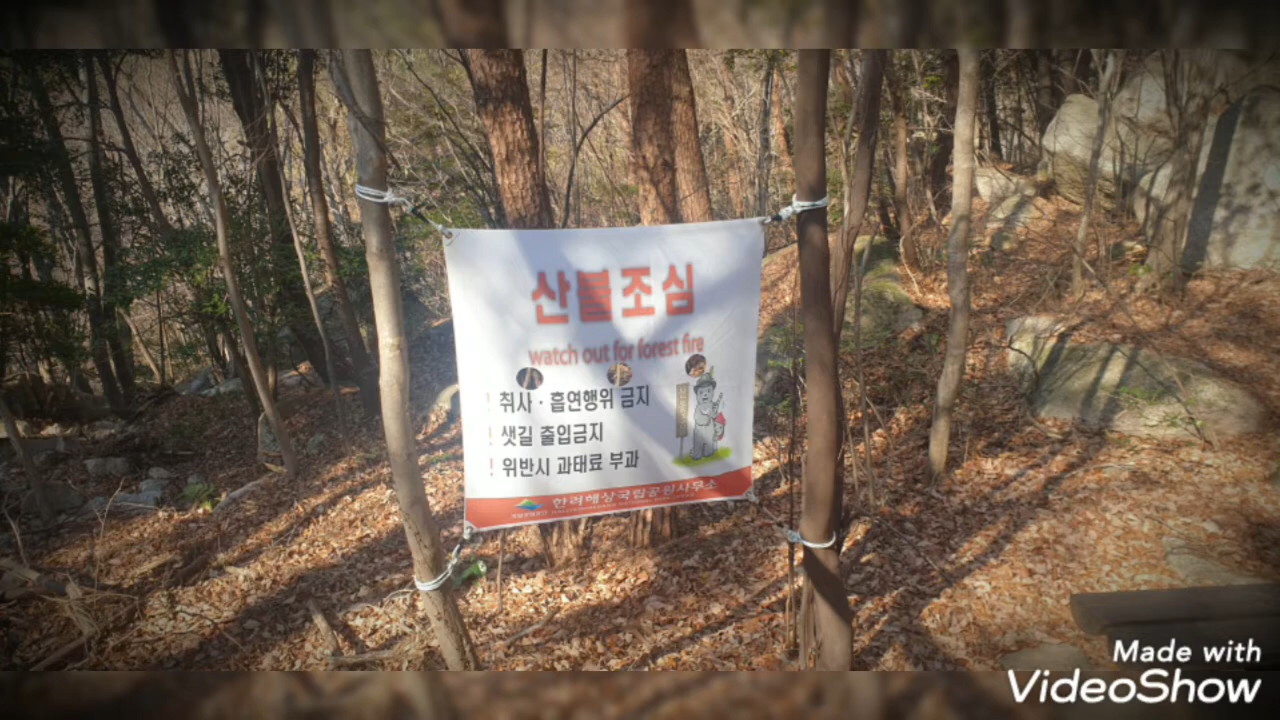 산불조심
watch out for forest fire
! 취사 · 흡연행위 금지
! 샛길 출입금지
! 위반시 과태료 부과
한려해상국립공원사무소
Made with
VideoShow